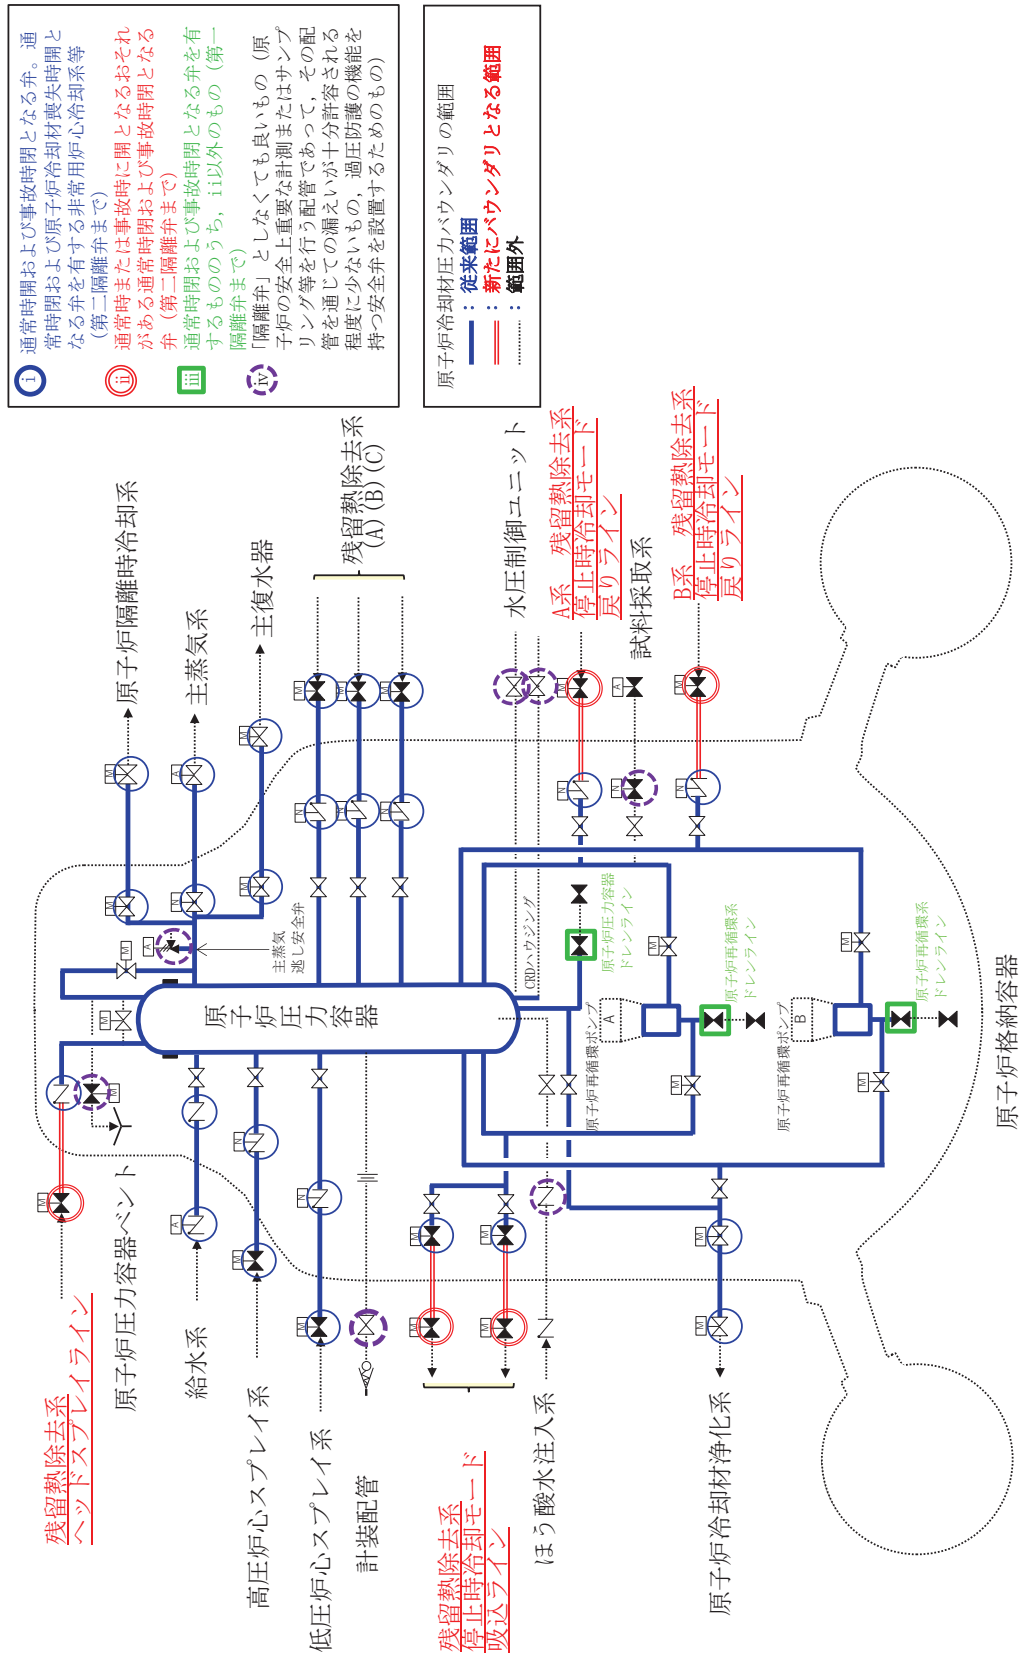 i
通常時開および事故時閉となる弁。通
常時閉および原子炉冷却材喪失時開と
なる弁を有する非常用炉心冷却系等
（第二隔離弁まで）
ii
通常時または事故時に開となるおそれ
がある通常時閉および事故時閉となる
弁（第二隔離弁まで）
iii
通常時閉および事故時閉となる弁を有
するもののうち，ii以外のもの（第一
隔離弁まで）
iv
「隔離弁」としなくても良いもの（原
子炉の安全上重要な計測またはサンプ
リング等を行う配管であって，その配
管を通じての漏えいが十分許容される
程度に少ないもの，過圧防護の機能を
持つ安全弁を設置するためのもの）
原子炉冷却材圧力バウンダリの範囲
：従来範囲
：新たにバウンダリとなる範囲
：範囲外
原子炉隔離時冷却系
主蒸気系
主復水器
残留熱除去系
(A)(B)(C)
水圧制御ユニット
A系　残留熱除去系
停止時冷却モード
戻りライン
試料採取系
B系　残留熱除去系
停止時冷却モード
戻りライン
主蒸気
逃し安全弁
CRDハウジング
原子炉圧力容器
原子炉圧力容器
ドレンライン
原子炉再循環ポンプ
A
原子炉再循環系
ドレンライン
原子炉再循環ポンプ
B
原子炉再循環系
ドレンライン
原子炉格納容器
残留熱除去系
ヘッドスプレイライン
原子炉圧力容器ベント
給水系
高圧炉心スプレイ系
低圧炉心スプレイ系
計装配管
残留熱除去系
停止時冷却モード
吸込ライン
ほう酸水注入系
原子炉冷却材浄化系